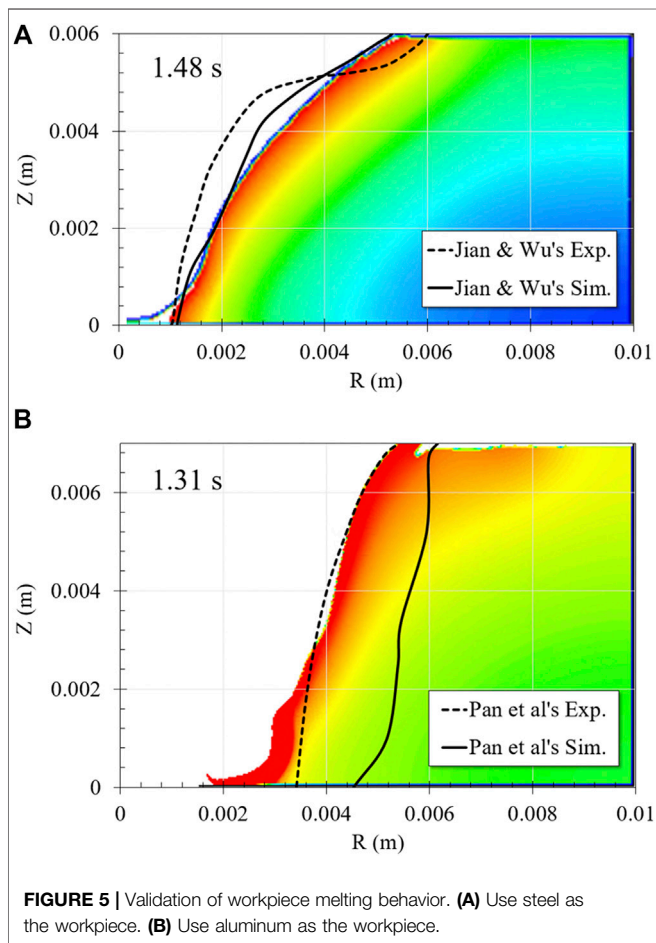 A
1.48 s
0.006
0.004
0.002
0
Z (m)
Jian & Wu's Exp.
Jian & Wu's Sim.
0 0.002 0.004 0.006 0.008 0.01
R (m)
B
1.31 s
0.006
0.004
0.002
0
Z (m)
Pan et al's Exp.
Pan et al's Sim.
0 0.002 0.004 0.006 0.008 0.01
R (m)
FIGURE 5 | Validation of workpiece melting behavior. (A) Use steel as
the workpiece. (B) Use aluminum as the workpiece.